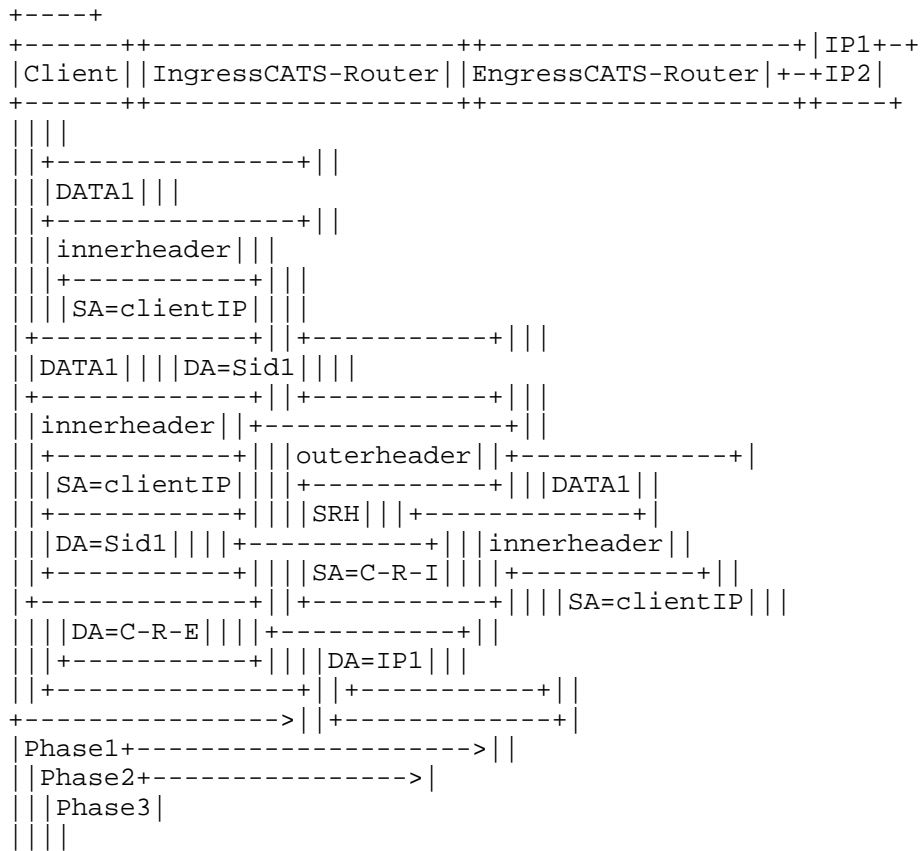 +----+
+------++-------------------++-------------------+|IP1+-+
|Client||IngressCATS-Router||EngressCATS-Router|+-+IP2|
+------++-------------------++-------------------++----+
||||
||+---------------+||
|||DATA1|||
||+---------------+||
|||innerheader|||
|||+-----------+|||
||||SA=clientIP||||
|+-------------+||+-----------+|||
||DATA1||||DA=Sid1||||
|+-------------+||+-----------+|||
||innerheader||+---------------+||
||+-----------+|||outerheader||+-------------+|
|||SA=clientIP||||+-----------+|||DATA1||
||+-----------+||||SRH|||+-------------+|
|||DA=Sid1||||+-----------+|||innerheader||
||+-----------+||||SA=C-R-I||||+-----------+||
|+-------------+||+-----------+||||SA=clientIP|||
||||DA=C-R-E||||+-----------+||
|||+-----------+||||DA=IP1|||
||+---------------+||+-----------+||
+---------------->||+-------------+|
|Phase1+--------------------->||
||Phase2+---------------->|
|||Phase3|
||||